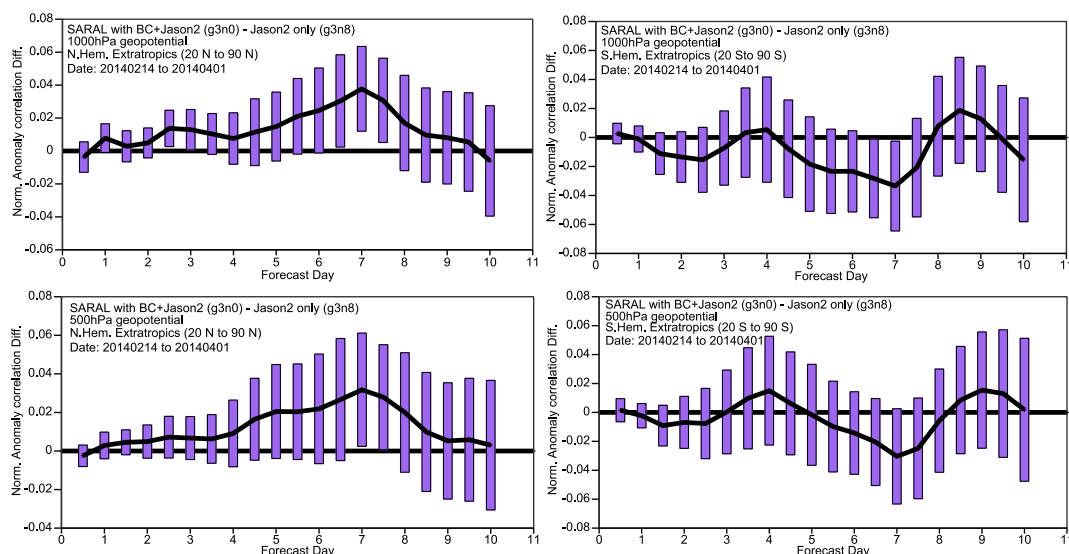 SARAL with BC+Jason2 (g3n0) - Jason2 only (g3n8)
1000hPa geopotential
N.Hem. Extratropics (20 N to 90 N)
Date: 20140214 to 20140401
Norm. Anomaly correlation Diff.
0.08
0.06
0.04
0.02
0
-0.02
-0.04
-0.06
0 1 2 3 4 5 6 7 8 9 10 11
Forecast Day
SARAL with BC+Jason2 (g3n0) - Jason2 only (g3n8)
1000hPa geopotential
S.Hem. Extratropics (20 Sto 90 S)
Date: 20140214 to 20140401
Norm. Anomaly correlation Diff.
0.08
0.06
0.04
0.02
0
-0.02
-0.04
-0.06
-0.08
0 1 2 3 4 5 6 7 8 9 10 11
Forecast Day
SARAL with BC+Jason2 (g3n0) - Jason2 only (g3n8)
500hPa geopotential
N.Hem. Extratropics (20 N to 90 N)
Date: 20140214 to 20140401
Norm. Anomaly correlation Diff.
0.08
0.06
0.04
0.02
0
-0.02
-0.04
0 1 2 3 4 5 6 7 8 9 10 11
Forecast Day
SARAL with BC+Jason2 (g3n0) - Jason2 only (g3n8)
500hPa geopotential
S.Hem. Extratropics (20 S to 90 S)
Date: 20140214 to 20140401
Norm. Anomaly correlation Diff.
0.08
0.06
0.04
0.02
0
-0.02
-0.04
-0.06
-0.08
0 1 2 3 4 5 6 7 8 9 10 11
Forecast Day